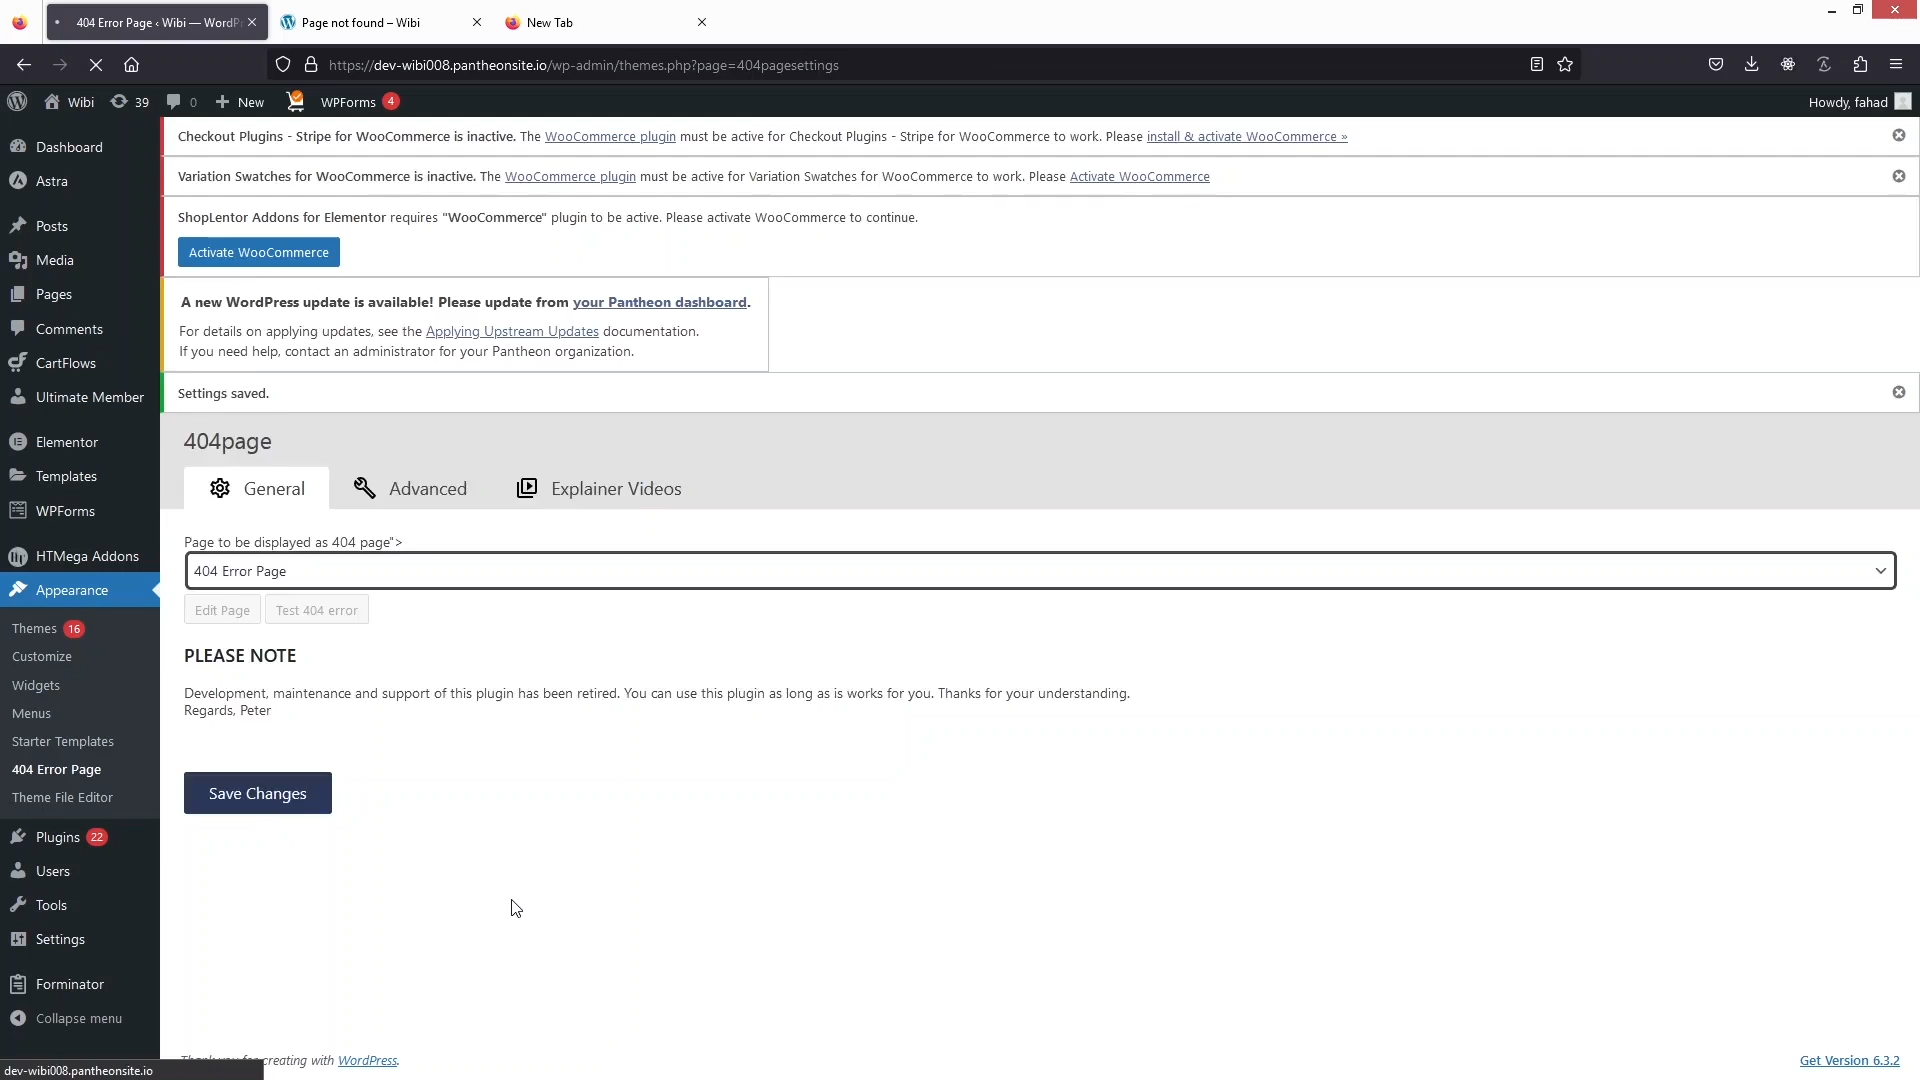 404 Error Page ‹ Wibi — WordPr
Page not found – Wibi
New Tab
https://dev-wibi008.pantheonsite.io/wp-admin/themes.php?page=404pagesettings
Wibi
39
0
New
WPForms 4
Howdy, fahad
Checkout Plugins - Stripe for WooCommerce is inactive. The WooCommerce plugin must be active for Checkout Plugins - Stripe for WooCommerce to work. Please install & activate WooCommerce »
Variation Swatches for WooCommerce is inactive. The WooCommerce plugin must be active for Variation Swatches for WooCommerce to work. Please Activate WooCommerce
ShopLentor Addons for Elementor requires "WooCommerce" plugin to be active. Please activate WooCommerce to continue.
Activate WooCommerce
A new WordPress update is available! Please update from your Pantheon dashboard.
For details on applying updates, see the Applying Upstream Updates documentation.
If you need help, contact an administrator for your Pantheon organization.
Settings saved.
404page
General
Advanced
Explainer Videos
Page to be displayed as 404 page">
404 Error Page
Edit Page
Test 404 error
PLEASE NOTE
Development, maintenance and support of this plugin has been retired. You can use this plugin as long as is works for you. Thanks for your understanding.
Regards, Peter
Save Changes
Dashboard
Astra
Posts
Media
Pages
Comments
CartFlows
Ultimate Member
Elementor
Templates
WPForms
HTMega Addons
Appearance
Themes 16
Customize
Widgets
Menus
Starter Templates
404 Error Page
Theme File Editor
Plugins 22
Users
Tools
Settings
Forminator
Collapse menu
Thank you for creating with WordPress.
Get Version 6.3.2
dev-wibi008.pantheonsite.io